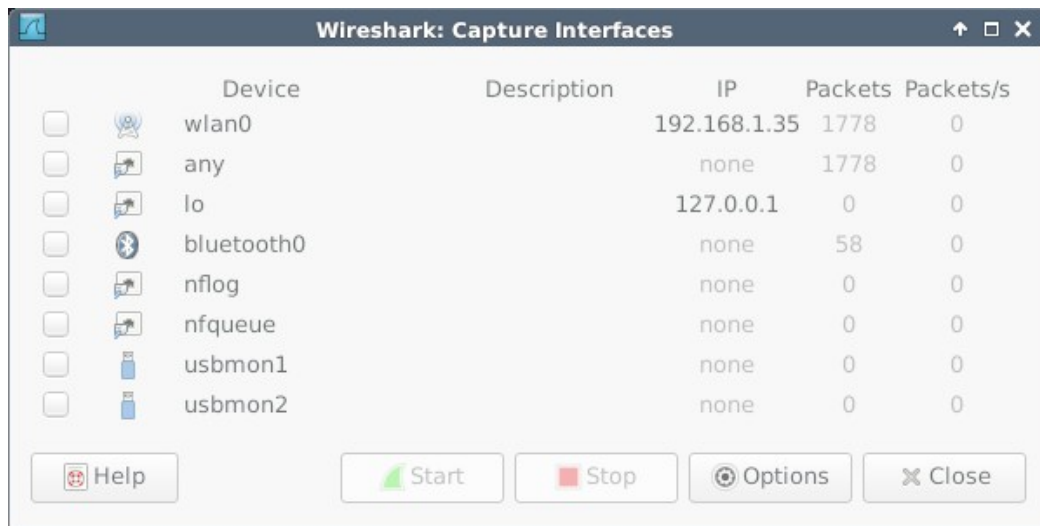 Wireshark: Capture Interfaces
Device Description IP Packets Packets/s
wlan0 192.168.1.35 1778 0
any none 1778 0
lo 127.0.0.1 0 0
bluetooth0 none 58 0
nflog none 0 0
nfqueue none 0 0
usbmon1 none 0 0
usbmon2 none 0 0
Help Start Stop Options Close